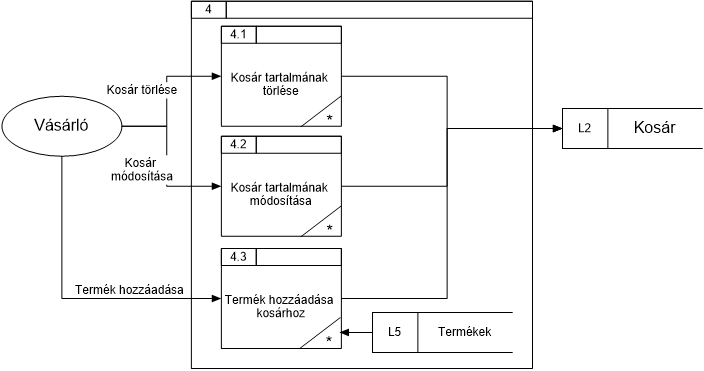 4
4.1
Kosár tartalmának
törlése
*
Kosár törlése
Vásárló
L2
Kosár
4.2
Kosár
módosítása
Kosár tartalmának
módosítása
*
4.3
Termék hozzáadása
Termék hozzáadása
kosárhoz
*
L5
Termékek